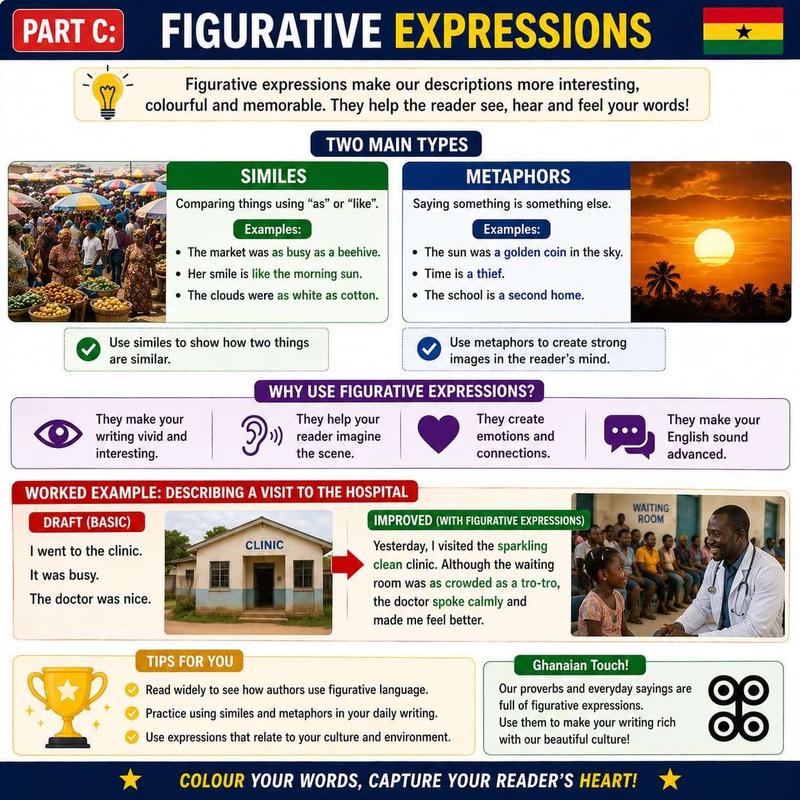 PART C:
FIGURATIVE EXPRESSIONS
Figurative expressions make our descriptions more interesting,
colourful and memorable. They help the reader see, hear and feel your words!
TWO MAIN TYPES
SIMILES
Comparing things using “as” or “like”.
Examples:
• The market was as busy as a beehive.
• Her smile is like the morning sun.
• The clouds were as white as cotton.
Use similes to show how two things
are similar.
METAPHORS
Saying something is something else.
Examples:
• The sun was a golden coin in the sky.
• Time is a thief.
• The school is a second home.
Use metaphors to create strong
images in the reader’s mind.
WHY USE FIGURATIVE EXPRESSIONS?
They make your
writing vivid and
interesting.
They help your
reader imagine
the scene.
They create
emotions and
connections.
They make your
English sound
advanced.
WORKED EXAMPLE: DESCRIBING A VISIT TO THE HOSPITAL
DRAFT (BASIC)
I went to the clinic.
It was busy.
The doctor was nice.
CLINIC
IMPROVED (WITH FIGURATIVE EXPRESSIONS)
Yesterday, I visited the sparkling
clean clinic. Although the waiting
room was as crowded as a tro-tro,
the doctor spoke calmly and
made me feel better.
WAITING
ROOM
TIPS FOR YOU
Read widely to see how authors use figurative language.
Practice using similes and metaphors in your daily writing.
Use expressions that relate to your culture and environment.
Ghanaian Touch!
Our proverbs and everyday sayings are
full of figurative expressions.
Use them to make your writing rich
with our beautiful culture!
COLOUR YOUR WORDS, CAPTURE YOUR READER’S HEART!